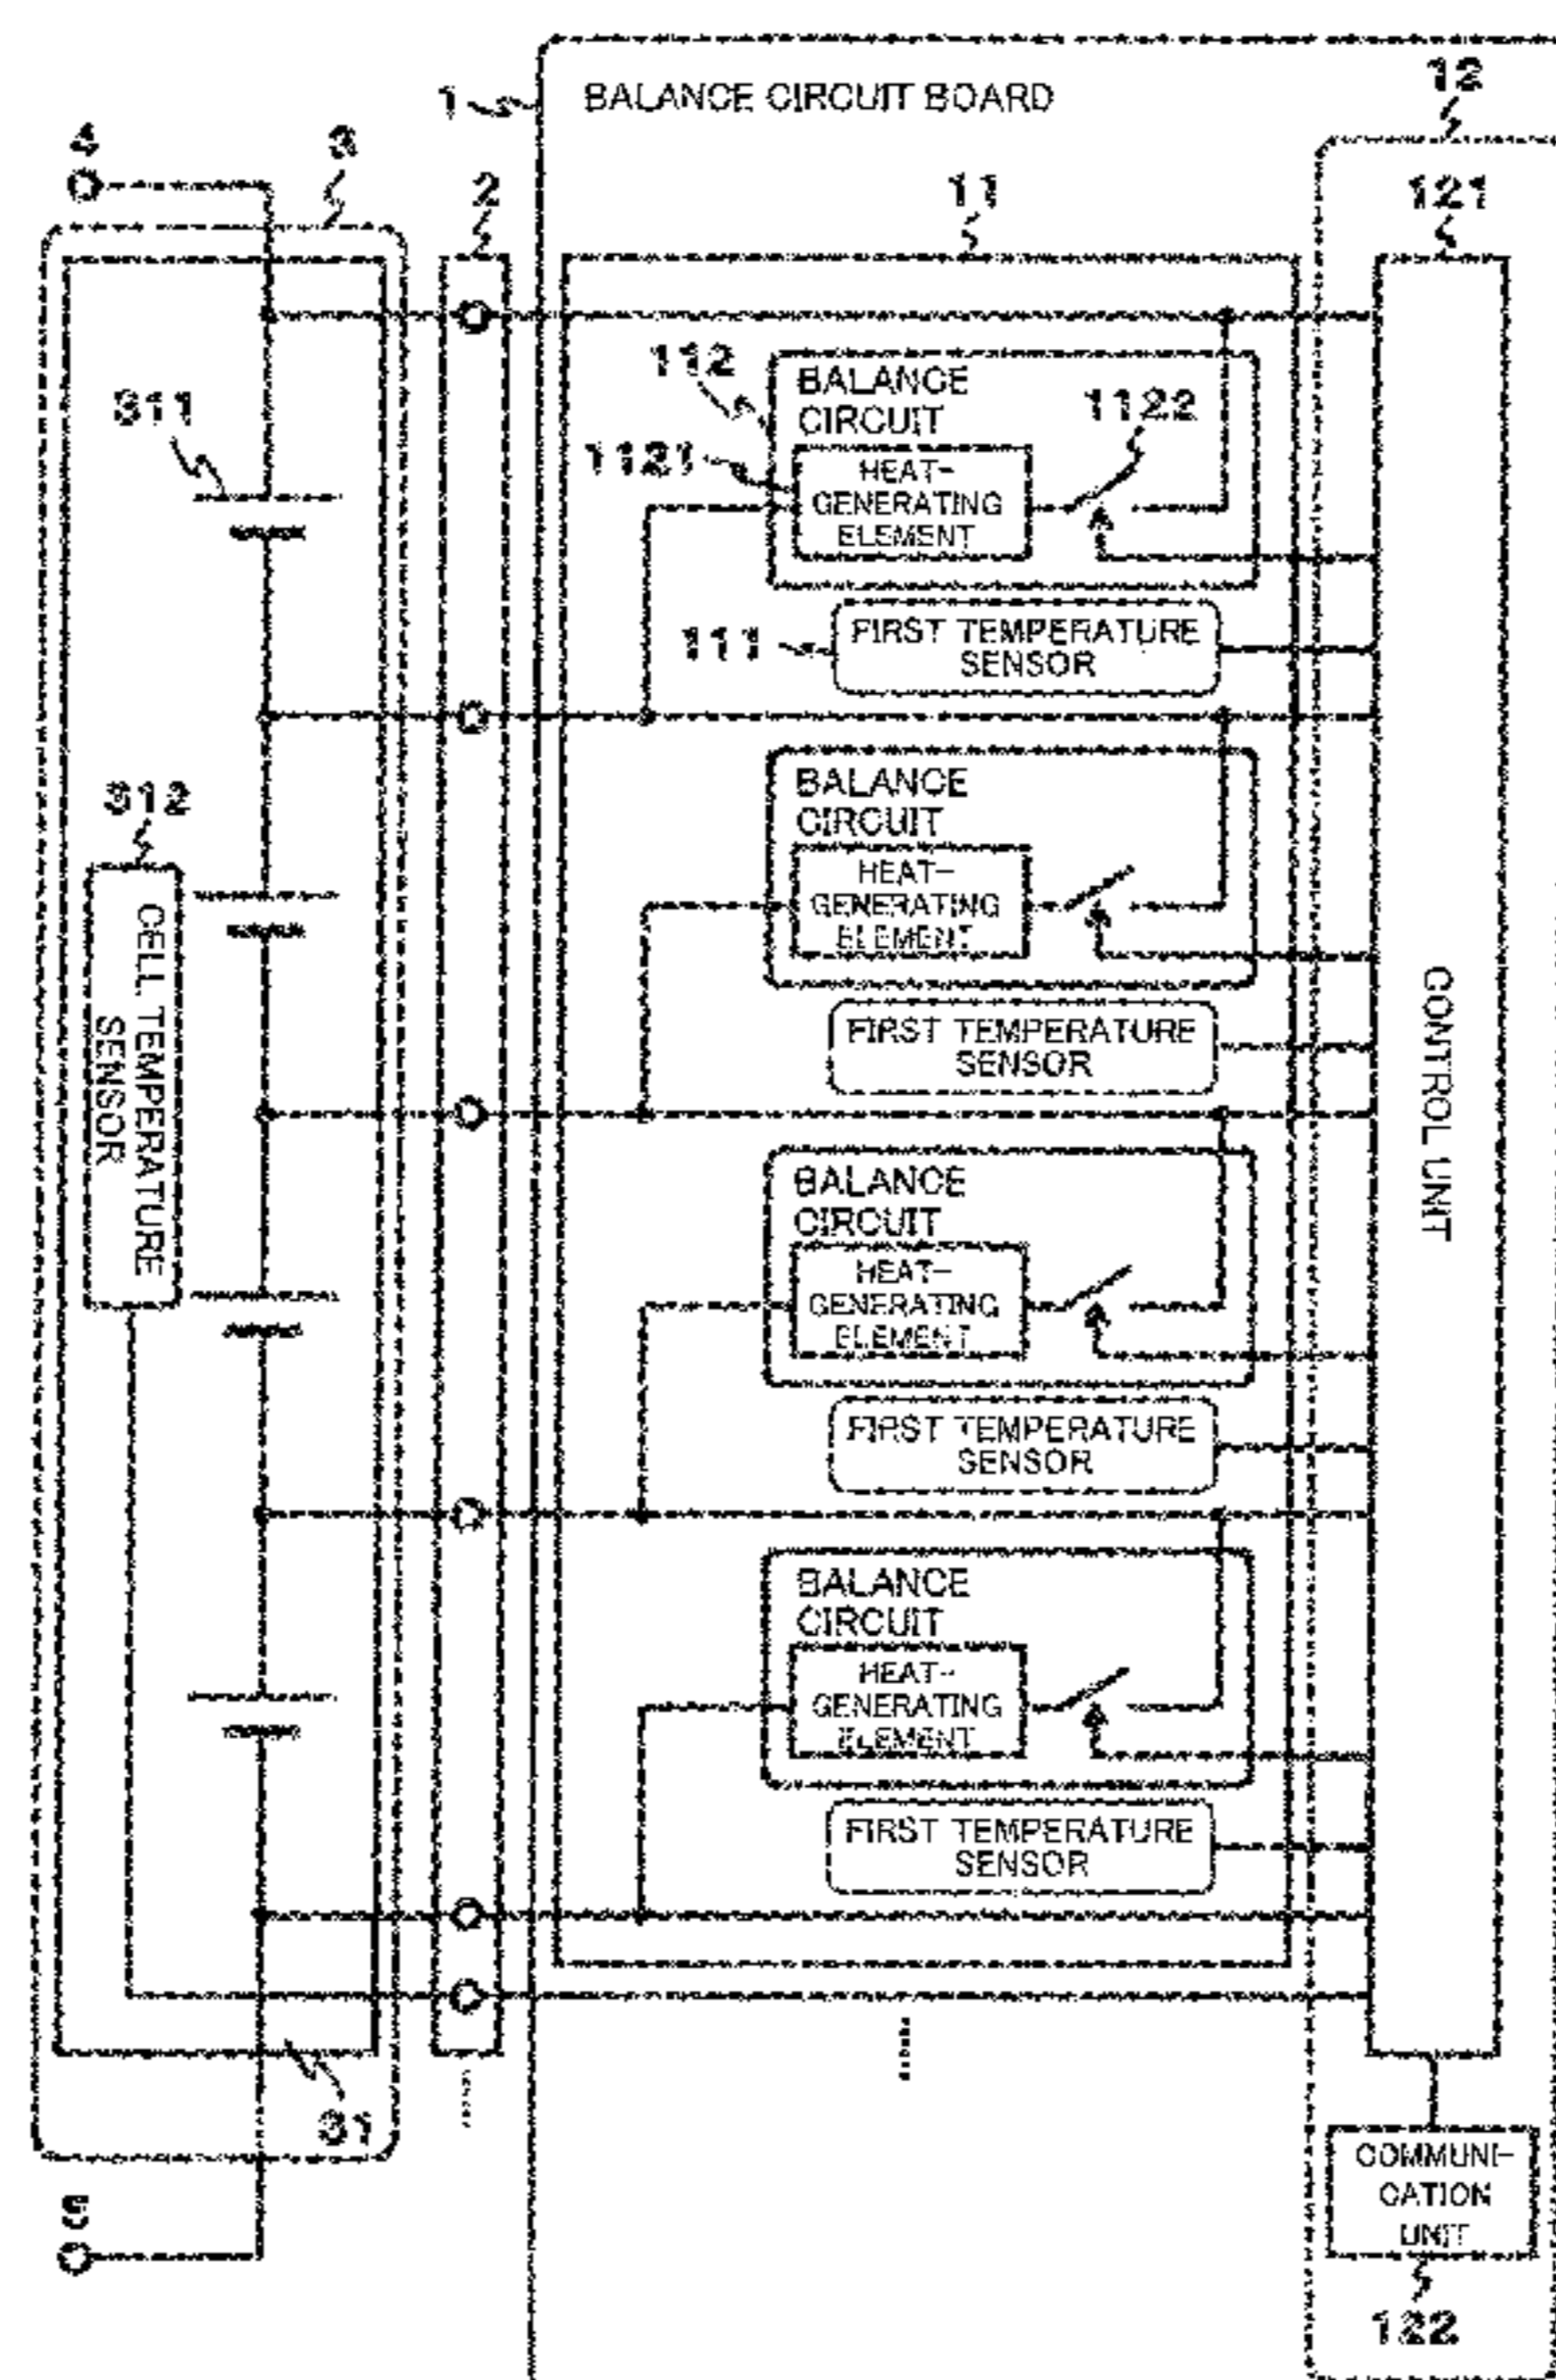 BALANCE CIRCUIT BOARD
1
12
4
3
2
11
121
311
112
BALANCE
CIRCUIT
1122
1121
HEAT-
GENERATING
ELEMENT
111
FIRST TEMPERATURE
SENSOR
312
CELL TEMPERATURE
SENSOR
BALANCE
CIRCUIT
HEAT-
GENERATING
ELEMENT
FIRST TEMPERATURE
SENSOR
CONTROL UNIT
BALANCE
CIRCUIT
HEAT-
GENERATING
ELEMENT
FIRST TEMPERATURE
SENSOR
BALANCE
CIRCUIT
HEAT-
GENERATING
ELEMENT
FIRST TEMPERATURE
SENSOR
31
5
COMMUNI-
CATION
UNIT
122